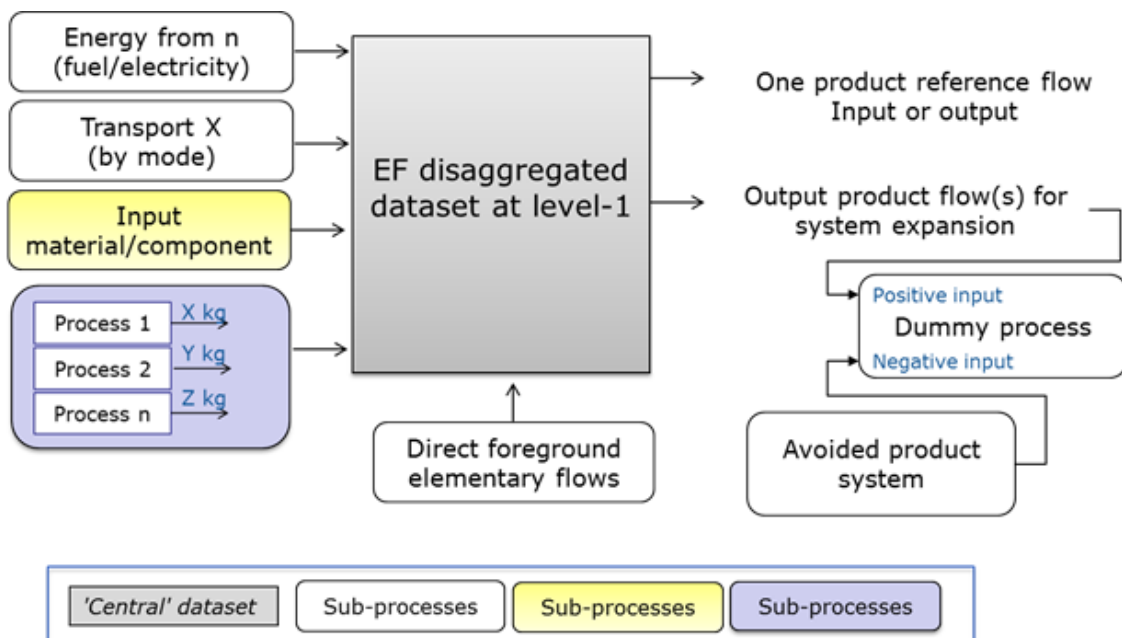 Energy from n
(fuel/electricity)
Transport X
(by mode)
Input
material/component
Process 1
X kg
Process 2
Y kg
Process n
Z kg
EF disaggregated
dataset at level-1
Direct foreground
elementary flows
One product reference flow
Input or output
Output product flow(s) for
system expansion
Positive input
Dummy process
Negative input
Avoided product
system
'Central' dataset
Sub-processes
Sub-processes
Sub-processes